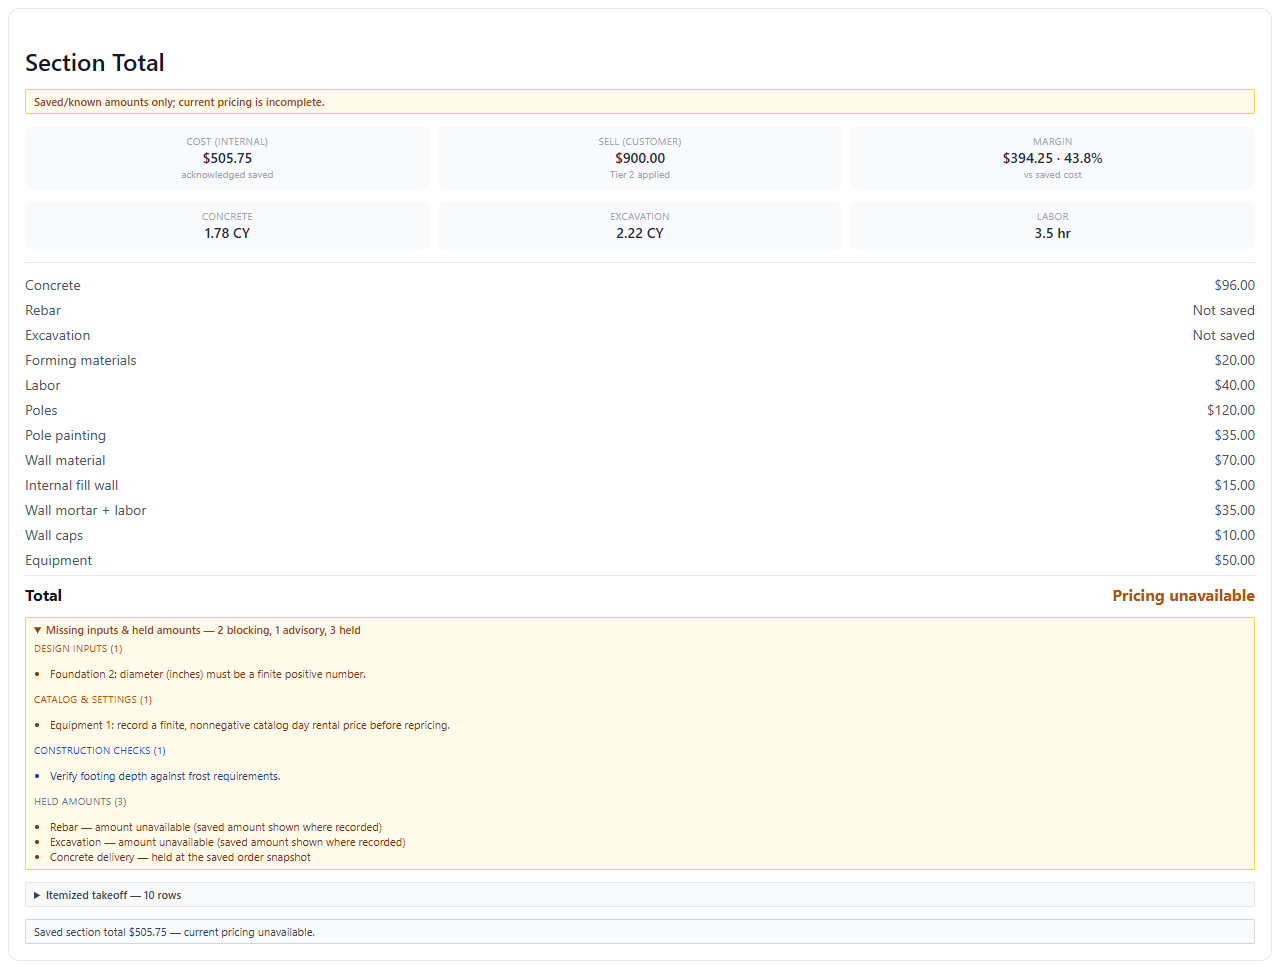 Section Total
Saved/known amounts only; current pricing is incomplete.
COST (INTERNAL)
$505.75
acknowledged saved
SELL (CUSTOMER)
$900.00
Tier 2 applied
MARGIN
$394.25 · 43.8%
vs saved cost
CONCRETE
1.78 CY
EXCAVATION
2.22 CY
LABOR
3.5 hr
Concrete $96.00
Rebar Not saved
Excavation Not saved
Forming materials $20.00
Labor $40.00
Poles $120.00
Pole painting $35.00
Wall material $70.00
Internal fill wall $15.00
Wall mortar + labor $35.00
Wall caps $10.00
Equipment $50.00
Total Pricing unavailable
▼ Missing inputs & held amounts — 2 blocking, 1 advisory, 3 held
DESIGN INPUTS (1)
• Foundation 2: diameter (inches) must be a finite positive number.
CATALOG & SETTINGS (1)
• Equipment 1: record a finite, nonnegative catalog day rental price before repricing.
CONSTRUCTION CHECKS (1)
• Verify footing depth against frost requirements.
HELD AMOUNTS (3)
• Rebar — amount unavailable (saved amount shown where recorded)
• Excavation — amount unavailable (saved amount shown where recorded)
• Concrete delivery — held at the saved order snapshot
▶ Itemized takeoff — 10 rows
Saved section total $505.75 — current pricing unavailable.